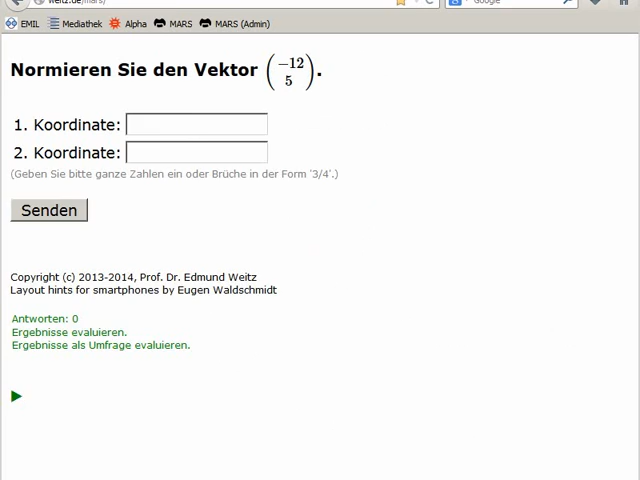 weitz.de/mars/ Google
EMIL Mediathek Alpha MARS MARS (Admin)
Normieren Sie den Vektor (−12 5).
1. Koordinate:
2. Koordinate:
(Geben Sie bitte ganze Zahlen ein oder Brüche in der Form '3/4'.)
Senden
Copyright (c) 2013-2014, Prof. Dr. Edmund Weitz
Layout hints for smartphones by Eugen Waldschmidt
Antworten: 0
Ergebnisse evaluieren.
Ergebnisse als Umfrage evaluieren.